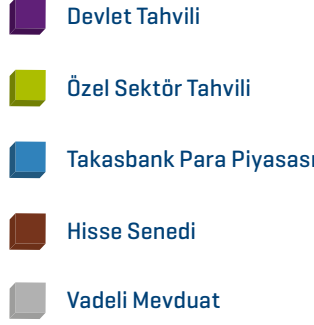 Devlet Tahvili
Özel Sektör Tahvili
Takasbank Para Piyasası
Hisse Senedi
Vadeli Mevduat